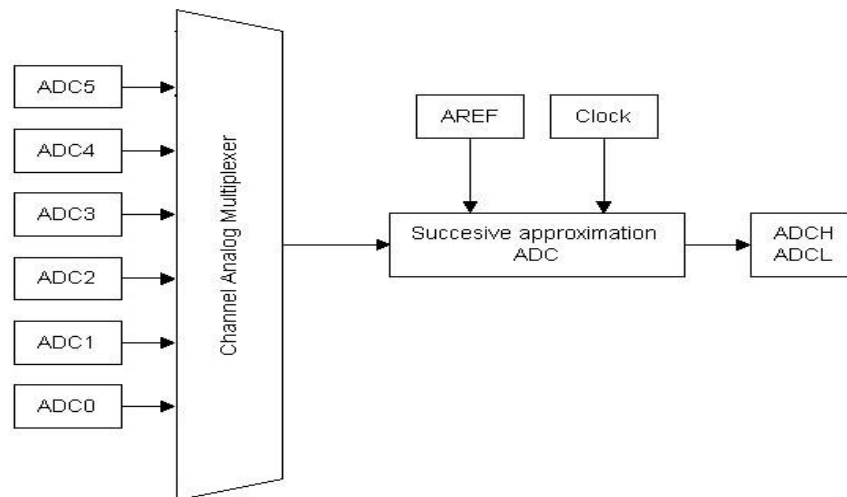 ADC5
ADC4
ADC3
ADC2
ADC1
ADC0
Channel Analog Multiplexer
AREF
Clock
Succesive approximation
ADC
ADCH
ADCL